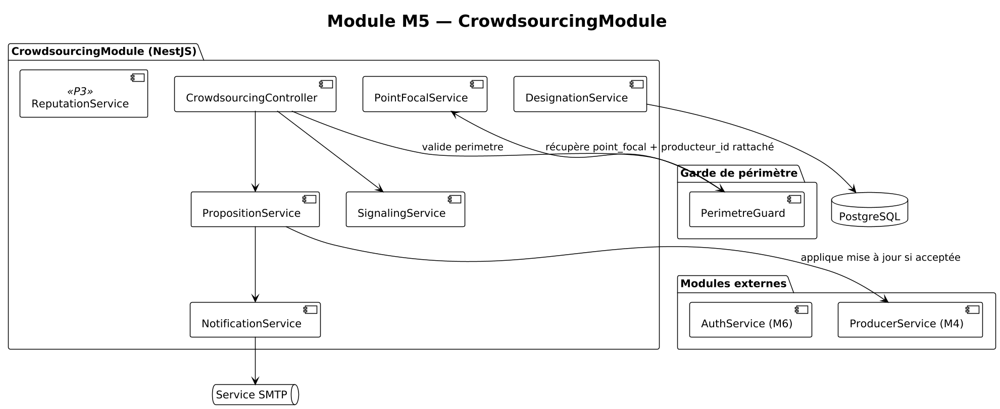 Module M5 — CrowdsourcingModule
CrowdsourcingModule (NestJS)
«P3»
ReputationService
CrowdsourcingController
PointFocalService
DesignationService
valide perimetre
récupère point_focal + producteur_id rattaché
Garde de périmètre
PropositionService
SignalingService
PerimetreGuard
PostgreSQL
applique mise à jour si acceptée
Modules externes
NotificationService
AuthService (M6)
ProducerService (M4)
Service SMTP